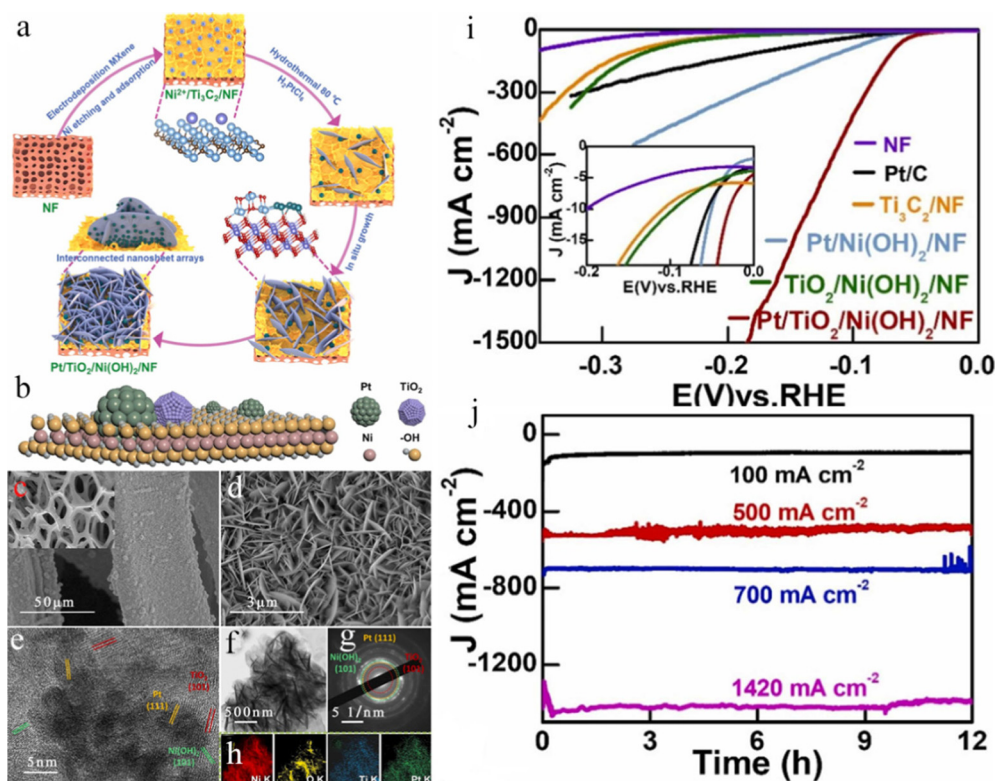 a
Electrodeposition MXene
Ni etching and adsorption
Ni²⁺/Ti₃C₂/NF
Hydrothermal 80 °C
H₂PtCl₆
NF
Interconnected nanosheet arrays
In situ growth
Pt/TiO₂/Ni(OH)₂/NF
b
Pt
TiO₂
Ni
-OH
c
50μm
d
3μm
e
TiO₂
(101)
Pt
(111)
Ni(OH)₂
(101)
5nm
f
500nm
g
Pt (111)
Ni(OH)₂
(101)
(101)
5 1/nm
h
Ni K
O K
Ti K
Pt K
i
J (mA cm⁻²)
0
-300
-600
-900
-1200
-1500
NF
Pt/C
Ti₃C₂/NF
Pt/Ni(OH)₂/NF
TiO₂/Ni(OH)₂/NF
Pt/TiO₂/Ni(OH)₂/NF
J (mA cm⁻²)
0
-5
-10
-15
-0.2
-0.1
0.0
E(V)vs.RHE
-0.3
-0.2
-0.1
0.0
E(V)vs.RHE
j
J (mA cm⁻²)
0
-400
-800
-1200
100 mA cm⁻²
500 mA cm⁻²
700 mA cm⁻²
1420 mA cm⁻²
0
3
6
9
12
Time (h)